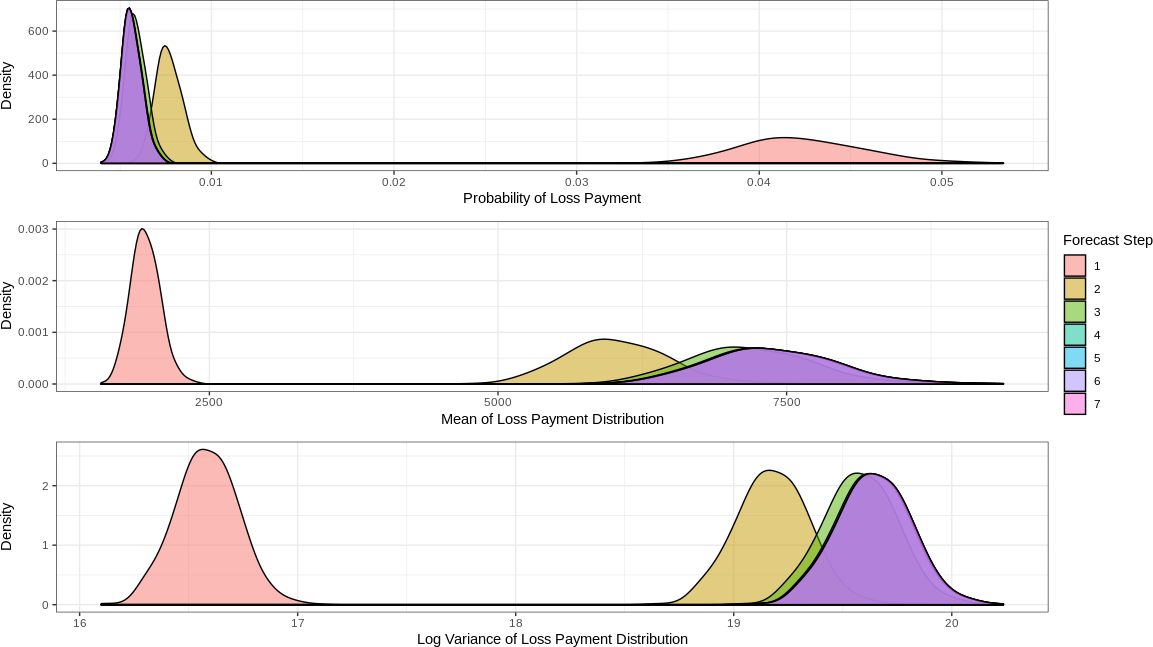 Density
600
400
200
0
0.01 0.02 0.03 0.04 0.05
Probability of Loss Payment
Density
0.003
0.002
0.001
0.000
2500 5000 7500
Mean of Loss Payment Distribution
Density
2
1
0
16 17 18 19 20
Log Variance of Loss Payment Distribution
Forecast Step
1
2
3
4
5
6
7